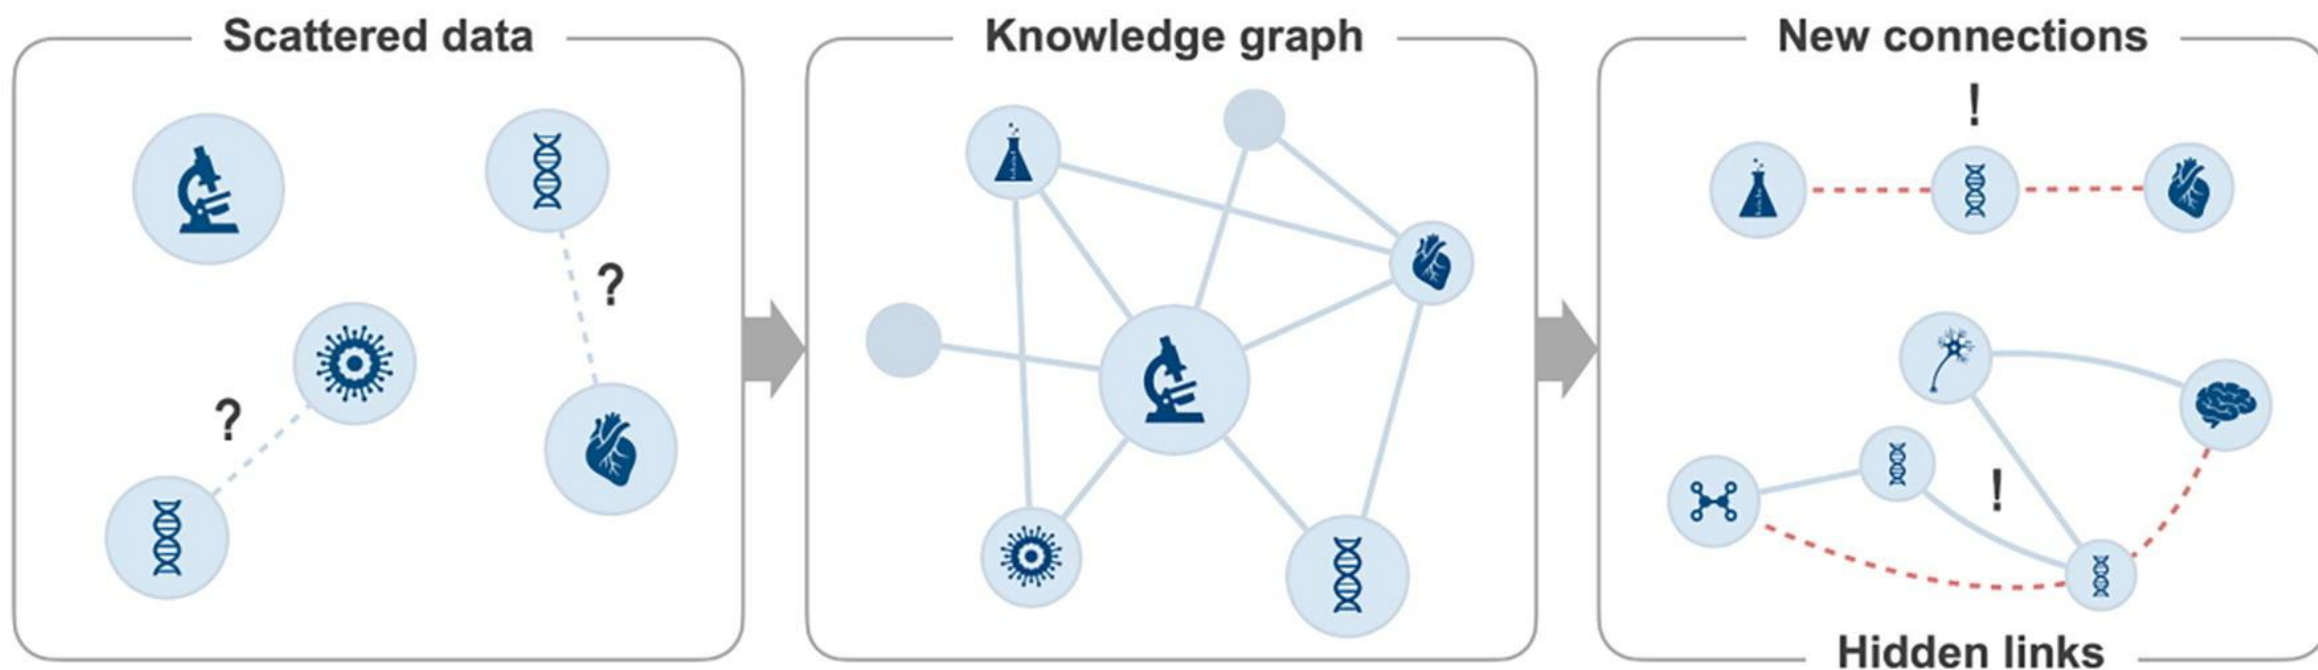 Scattered data
Knowledge graph
New connections
!
?
?
!
Hidden links